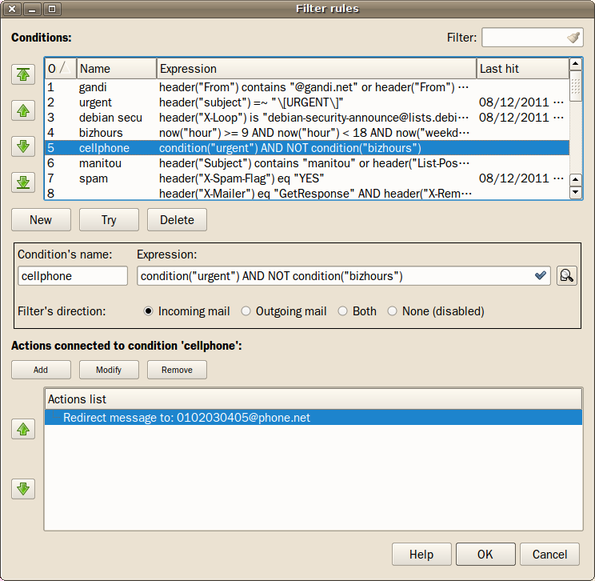 Filter rules
Conditions: Filter:
O Name Expression Last hit
1 gandi header("From") contains "@gandi.net" or header("From") ···
2 urgent header("subject") =~ "\[URGENT\]" 08/12/2011 ···
3 debian secu header("X-Loop") is "debian-security-announce@lists.debi··· 08/12/2011 ···
4 bizhours now("hour") >= 9 AND now("hour") < 18 AND now("weekd···
5 cellphone condition("urgent") AND NOT condition("bizhours")
6 manitou header("Subject") contains "manitou" or header("List-Pos···
7 spam header("X-Spam-Flag") eq "YES" 08/12/2011 ···
8 header("X-Mailer") eq "GetResponse" AND header("X-Rem···
New Try Delete
Condition's name: Expression:
cellphone condition("urgent") AND NOT condition("bizhours")
Filter's direction: Incoming mail Outgoing mail Both None (disabled)
Actions connected to condition 'cellphone':
Add Modify Remove
Actions list
Redirect message to: 0102030405@phone.net
Help OK Cancel